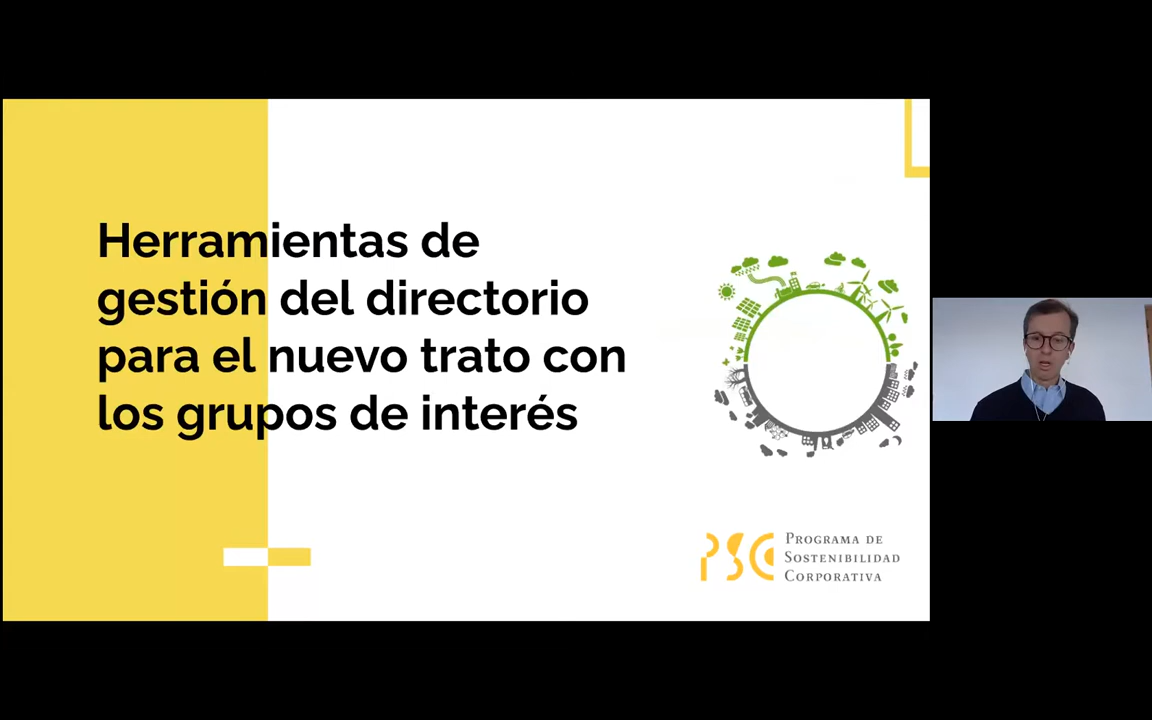 Herramientas de
gestión del directorio
para el nuevo trato con
los grupos de interés
PSC
PROGRAMA DE
SOSTENIBILIDAD
CORPORATIVA